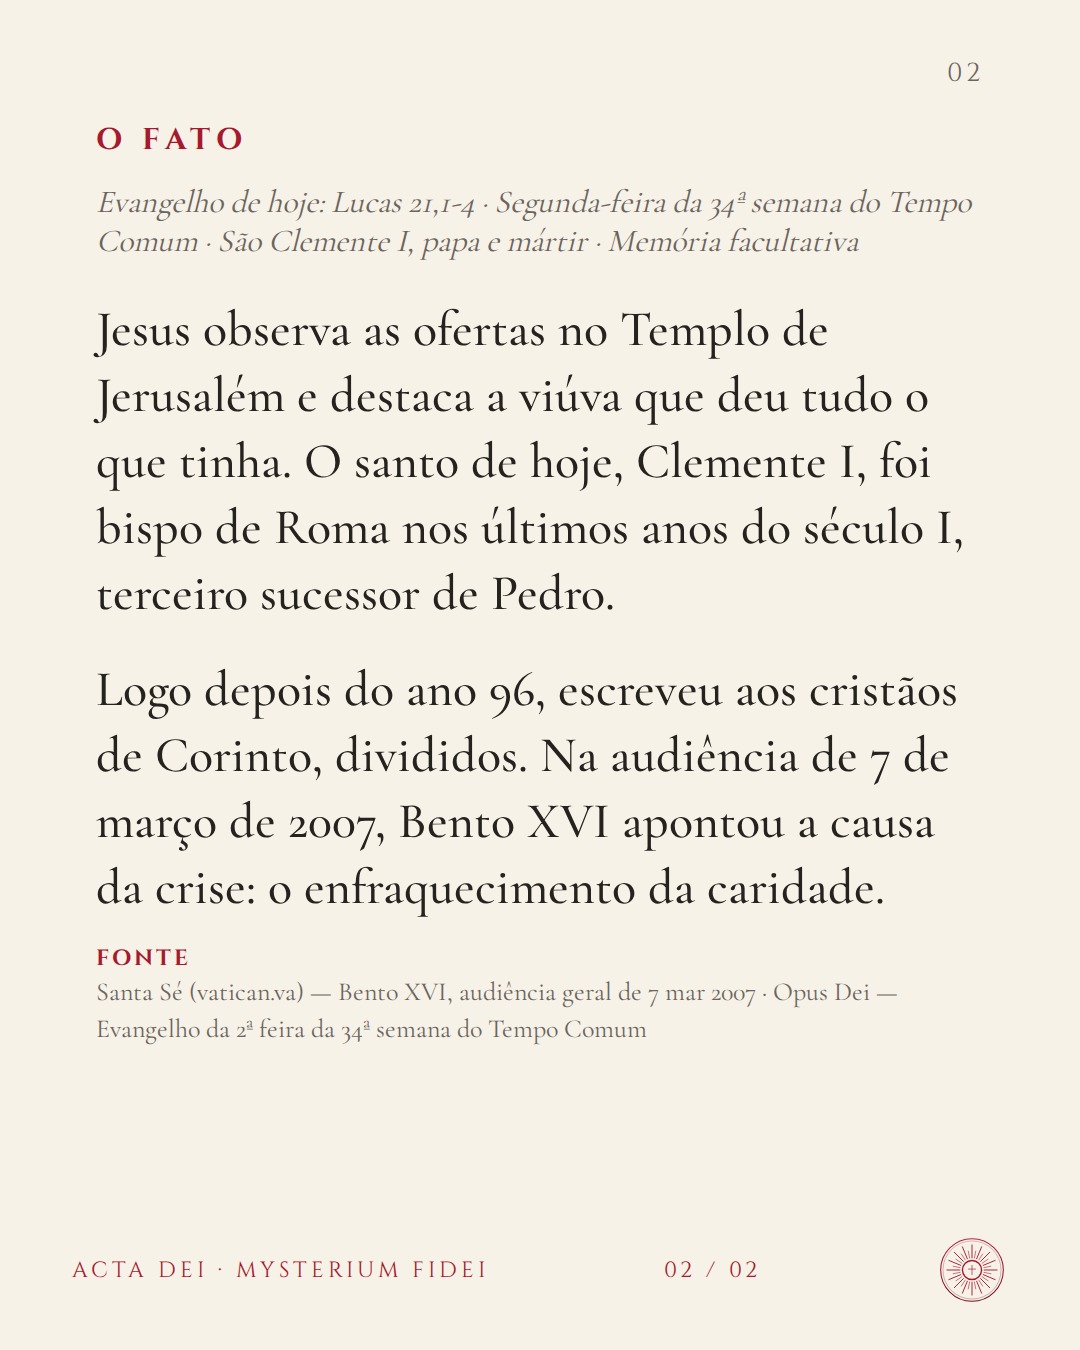 02
O FATO
Evangelho de hoje: Lucas 21,1-4 · Segunda-feira da 34ª semana do Tempo
Comum · São Clemente I, papa e mártir · Memória facultativa
Jesus observa as ofertas no Templo de
Jerusalém e destaca a viúva que deu tudo o
que tinha. O santo de hoje, Clemente I, foi
bispo de Roma nos últimos anos do século I,
terceiro sucessor de Pedro.
Logo depois do ano 96, escreveu aos cristãos
de Corinto, divididos. Na audiência de 7 de
março de 2007, Bento XVI apontou a causa
da crise: o enfraquecimento da caridade.
FONTE
Santa Sé (vatican.va) — Bento XVI, audiência geral de 7 mar 2007 · Opus Dei —
Evangelho da 2ª feira da 34ª semana do Tempo Comum
ACTA DEI · MYSTERIUM FIDEI
02 / 02